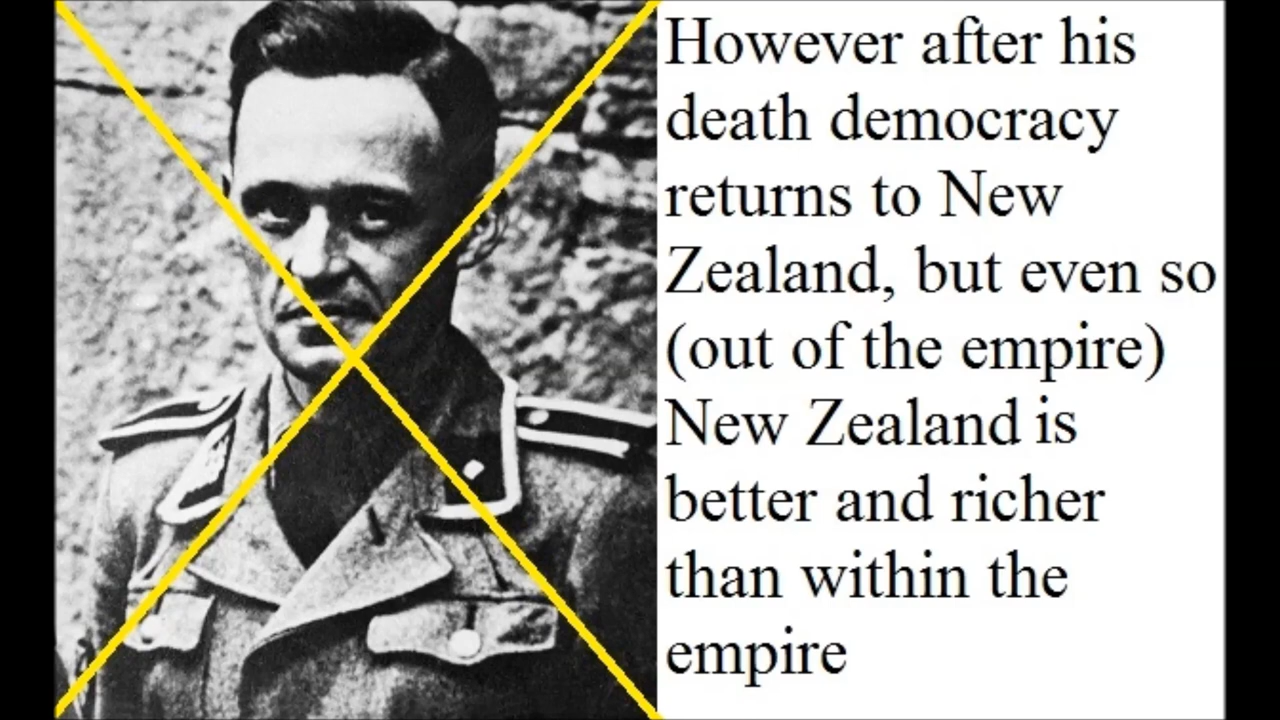 However after his
death democracy
returns to New
Zealand, but even so
(out of the empire)
New Zealand is
better and richer
than within the
empire